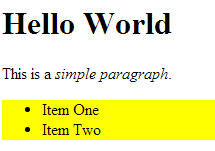 Hello World
This is a simple paragraph.
Item One
Item Two